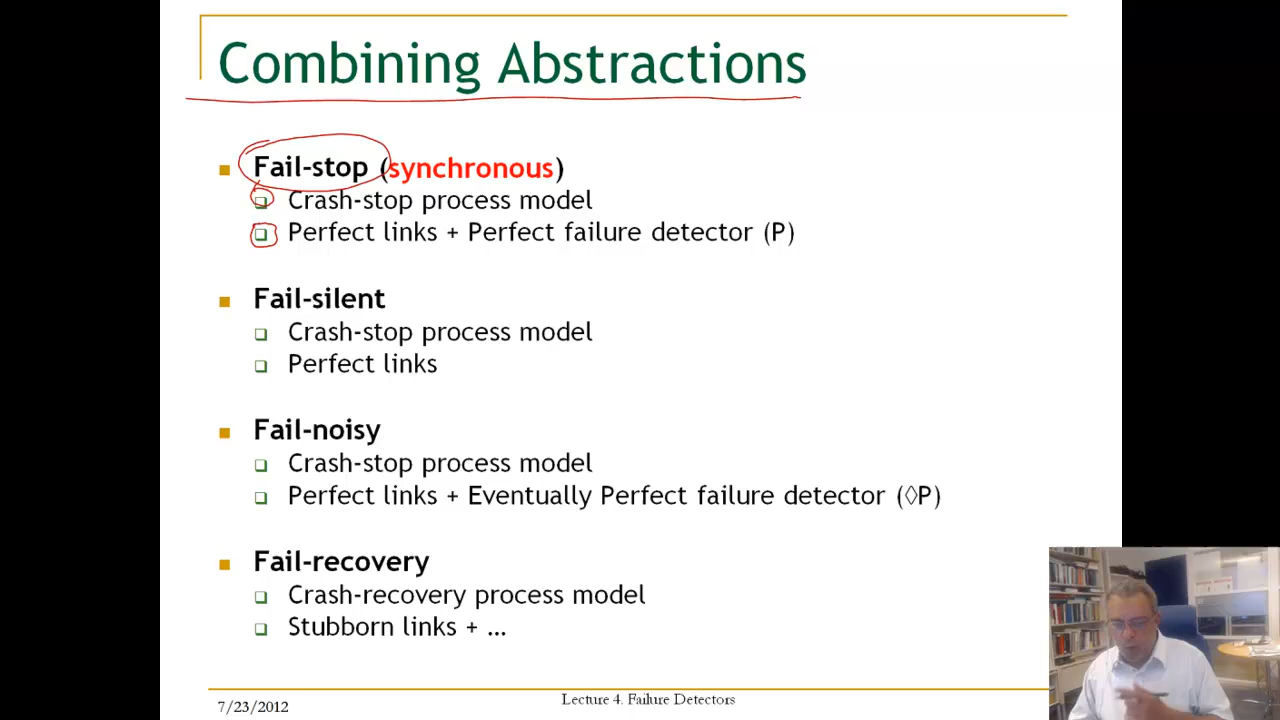 Combining Abstractions
Fail-stop (synchronous)
Crash-stop process model
Perfect links + Perfect failure detector (P)
Fail-silent
Crash-stop process model
Perfect links
Fail-noisy
Crash-stop process model
Perfect links + Eventually Perfect failure detector (◊P)
Fail-recovery
Crash-recovery process model
Stubborn links + ...
7/23/2012
Lecture 4. Failure Detectors